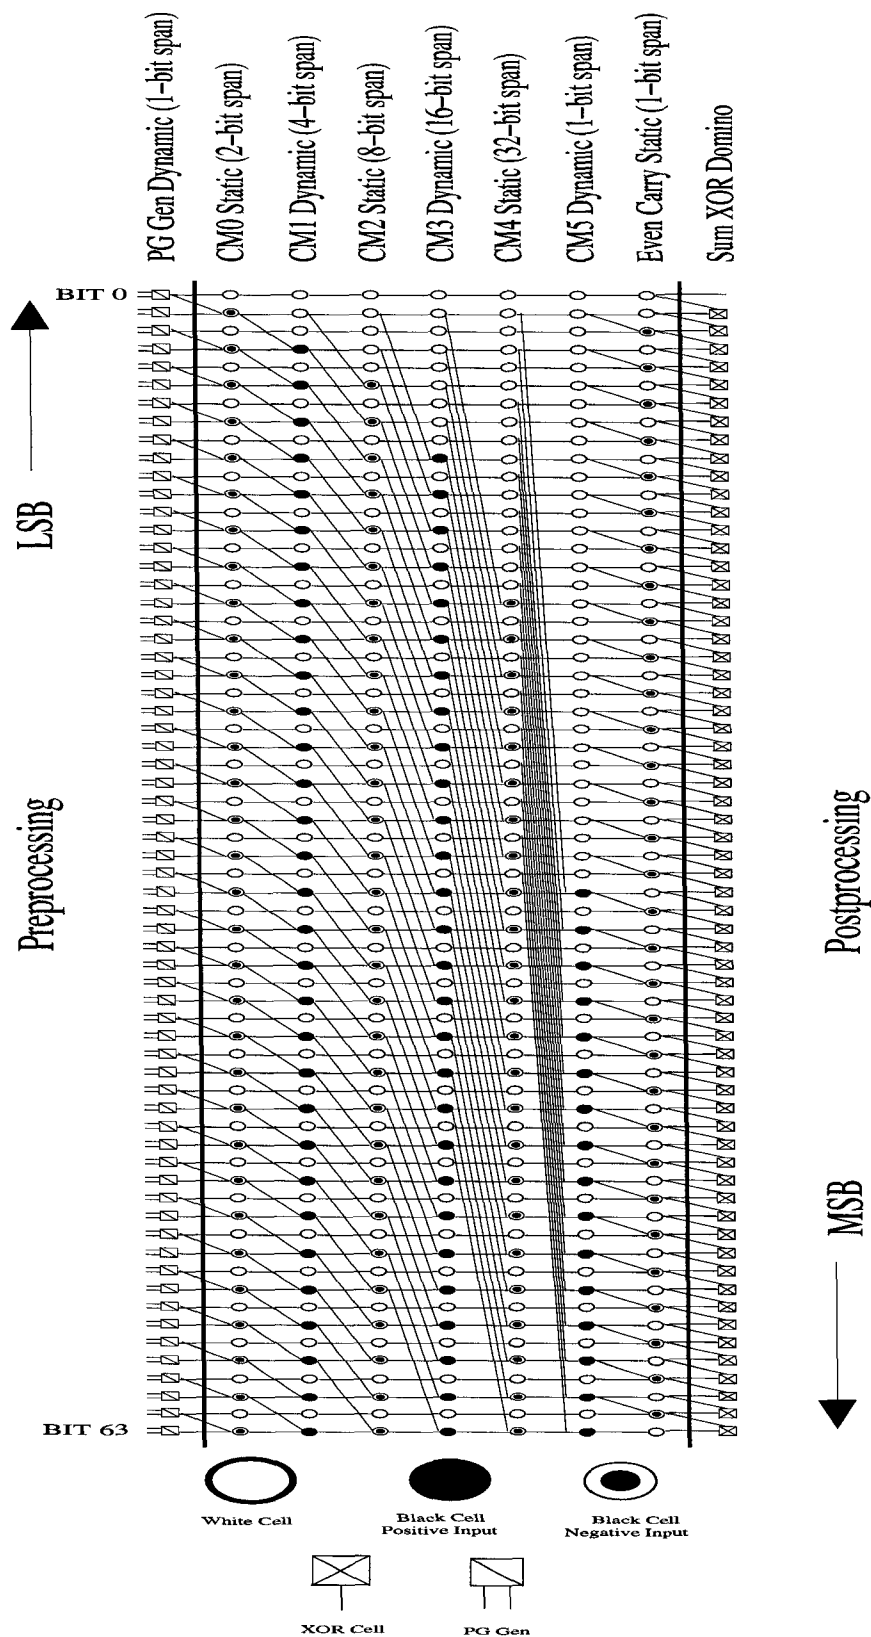 PG Gen Dynamic (1-bit span)
CM0 Static (2-bit span)
CM1 Dynamic (4-bit span)
CM2 Static (8-bit span)
CM3 Dynamic (16-bit span)
CM4 Static (32-bit span)
CM5 Dynamic (1-bit span)
Even Carry Static (1-bit span)
Sum XOR Domino
BIT 0
LSB
Preprocessing
Postprocessing
MSB
BIT 63
White Cell
Black Cell
Positive Input
Black Cell
Negative Input
XOR Cell
PG Gen